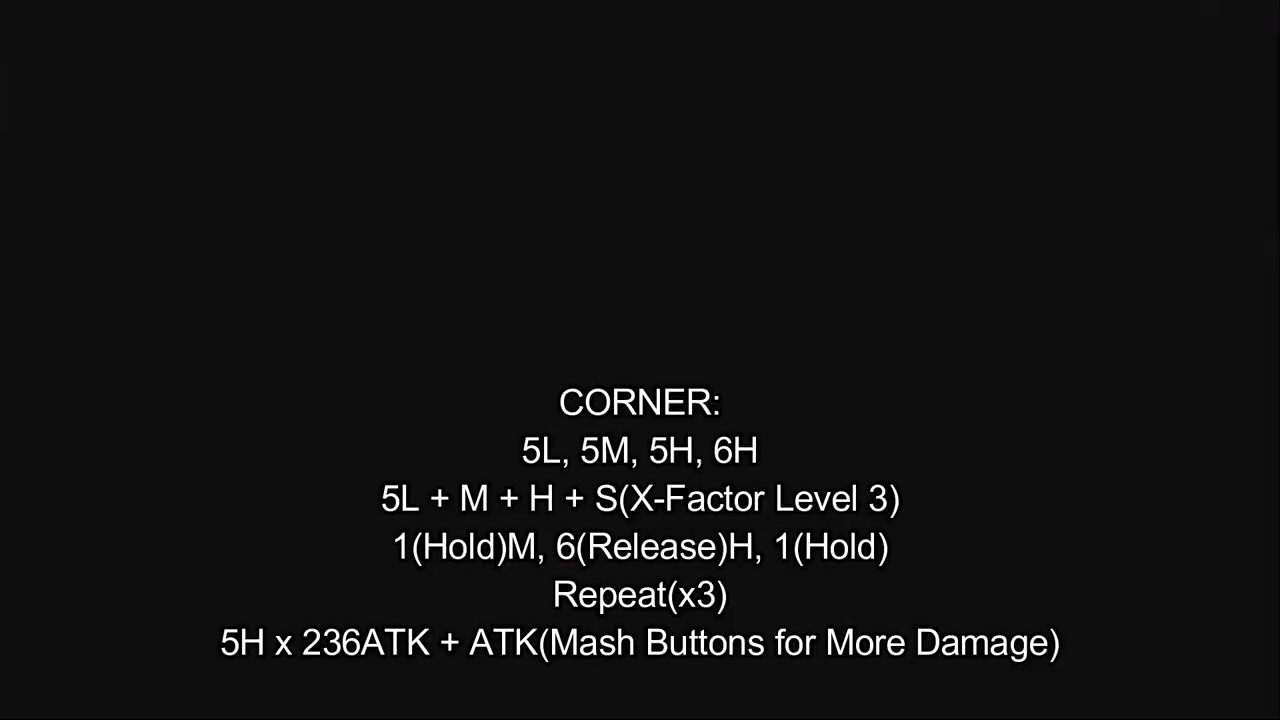 CORNER:
5L, 5M, 5H, 6H
5L + M + H + S(X-Factor Level 3)
1(Hold)M, 6(Release)H, 1(Hold)
Repeat(x3)
5H x 236ATK + ATK(Mash Buttons for More Damage)